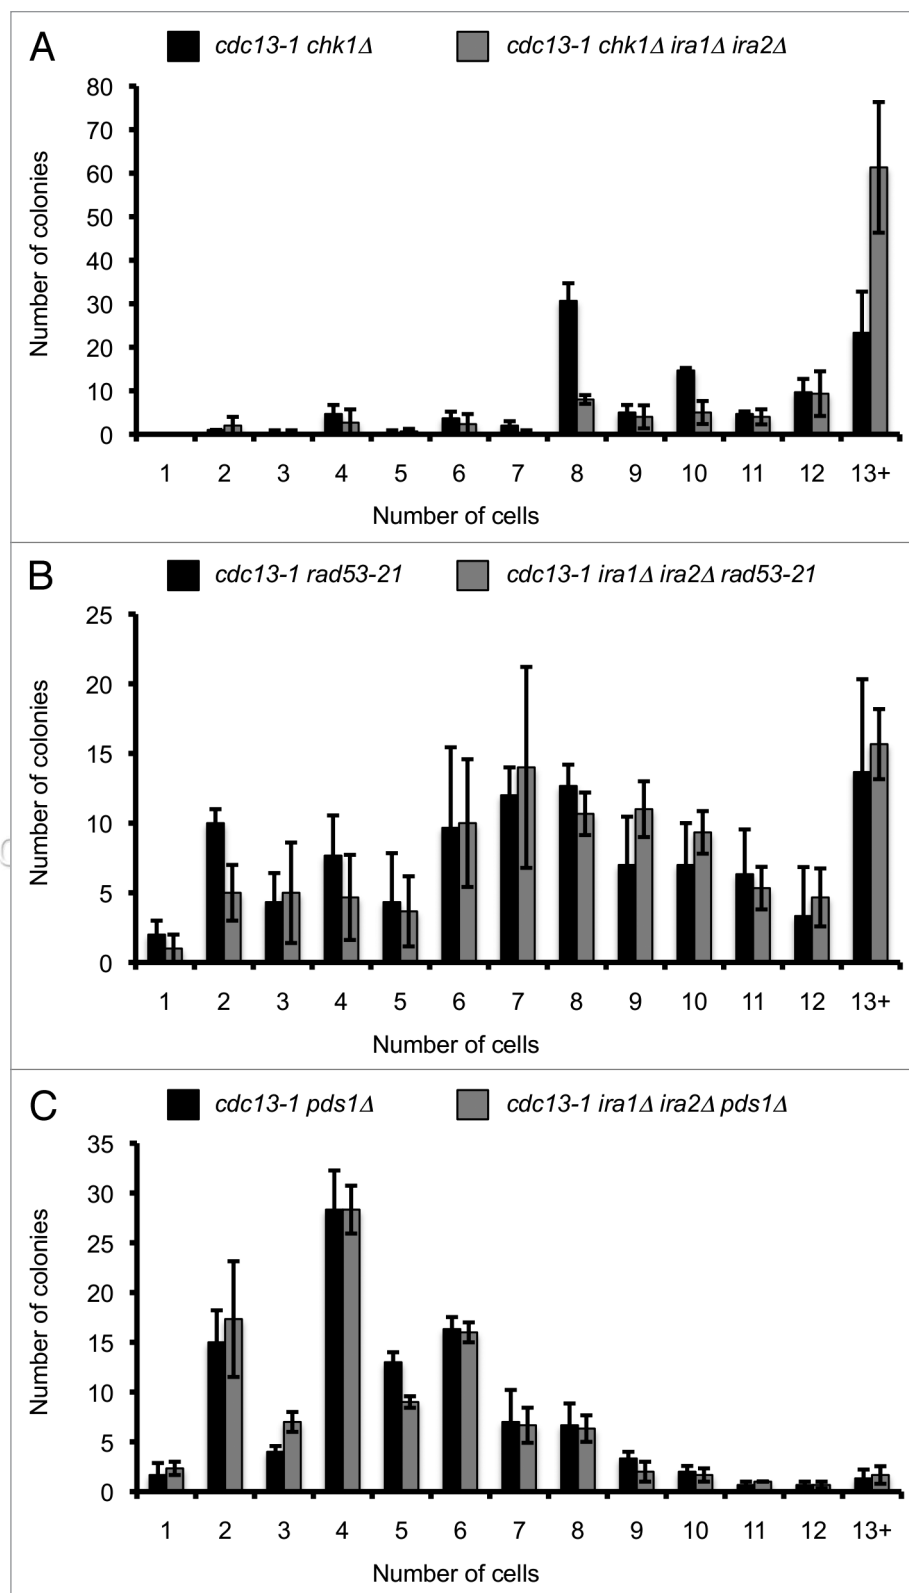 A
cdc13-1 chk1Δ
cdc13-1 chk1Δ ira1Δ ira2Δ
Number of colonies
80
70
60
50
40
30
20
10
0
1 2 3 4 5 6 7 8 9 10 11 12 13+
Number of cells
B
cdc13-1 rad53-21
cdc13-1 ira1Δ ira2Δ rad53-21
Number of colonies
25
20
15
10
5
0
1 2 3 4 5 6 7 8 9 10 11 12 13+
Number of cells
C
cdc13-1 pds1Δ
cdc13-1 ira1Δ ira2Δ pds1Δ
Number of colonies
35
30
25
20
15
10
5
0
1 2 3 4 5 6 7 8 9 10 11 12 13+
Number of cells